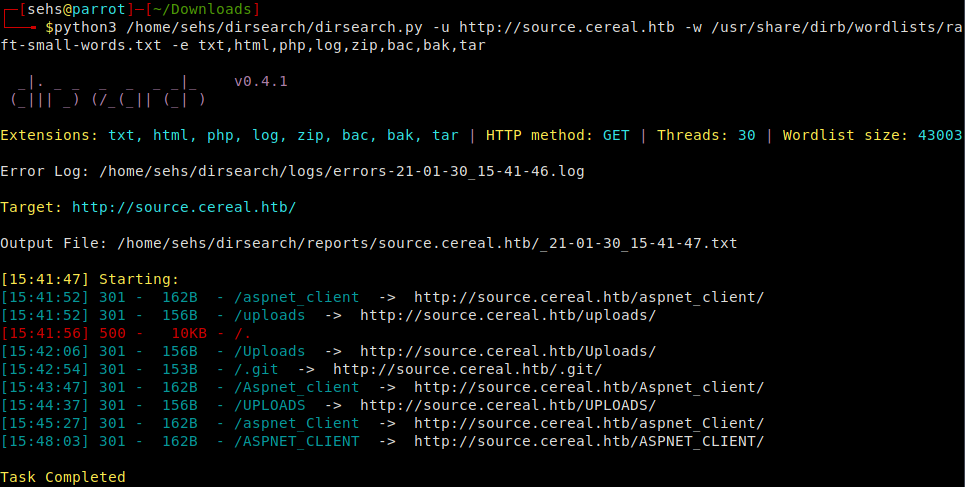 ┌─[sehs@parrot]─[~/Downloads]
└──╼ $python3 /home/sehs/dirsearch/dirsearch.py -u http://source.cereal.htb -w /usr/share/dirb/wordlists/ra
ft-small-words.txt -e txt,html,php,log,zip,bac,bak,tar
  _|. _ _  _  _  _ _|_    v0.4.1
 (_||| _) (/_(_|| (_| )
Extensions: txt, html, php, log, zip, bac, bak, tar | HTTP method: GET | Threads: 30 | Wordlist size: 43003
Error Log: /home/sehs/dirsearch/logs/errors-21-01-30_15-41-46.log
Target: http://source.cereal.htb/
Output File: /home/sehs/dirsearch/reports/source.cereal.htb/_21-01-30_15-41-47.txt
[15:41:47] Starting:
[15:41:52] 301 -  162B  - /aspnet_client  ->  http://source.cereal.htb/aspnet_client/
[15:41:52] 301 -  156B  - /uploads  ->  http://source.cereal.htb/uploads/
[15:41:56] 500 -   10KB - /.
[15:42:06] 301 -  156B  - /Uploads  ->  http://source.cereal.htb/Uploads/
[15:42:54] 301 -  153B  - /.git  ->  http://source.cereal.htb/.git/
[15:43:47] 301 -  162B  - /Aspnet_client  ->  http://source.cereal.htb/Aspnet_client/
[15:44:37] 301 -  156B  - /UPLOADS  ->  http://source.cereal.htb/UPLOADS/
[15:45:27] 301 -  162B  - /aspnet_Client  ->  http://source.cereal.htb/aspnet_Client/
[15:48:03] 301 -  162B  - /ASPNET_CLIENT  ->  http://source.cereal.htb/ASPNET_CLIENT/
Task Completed